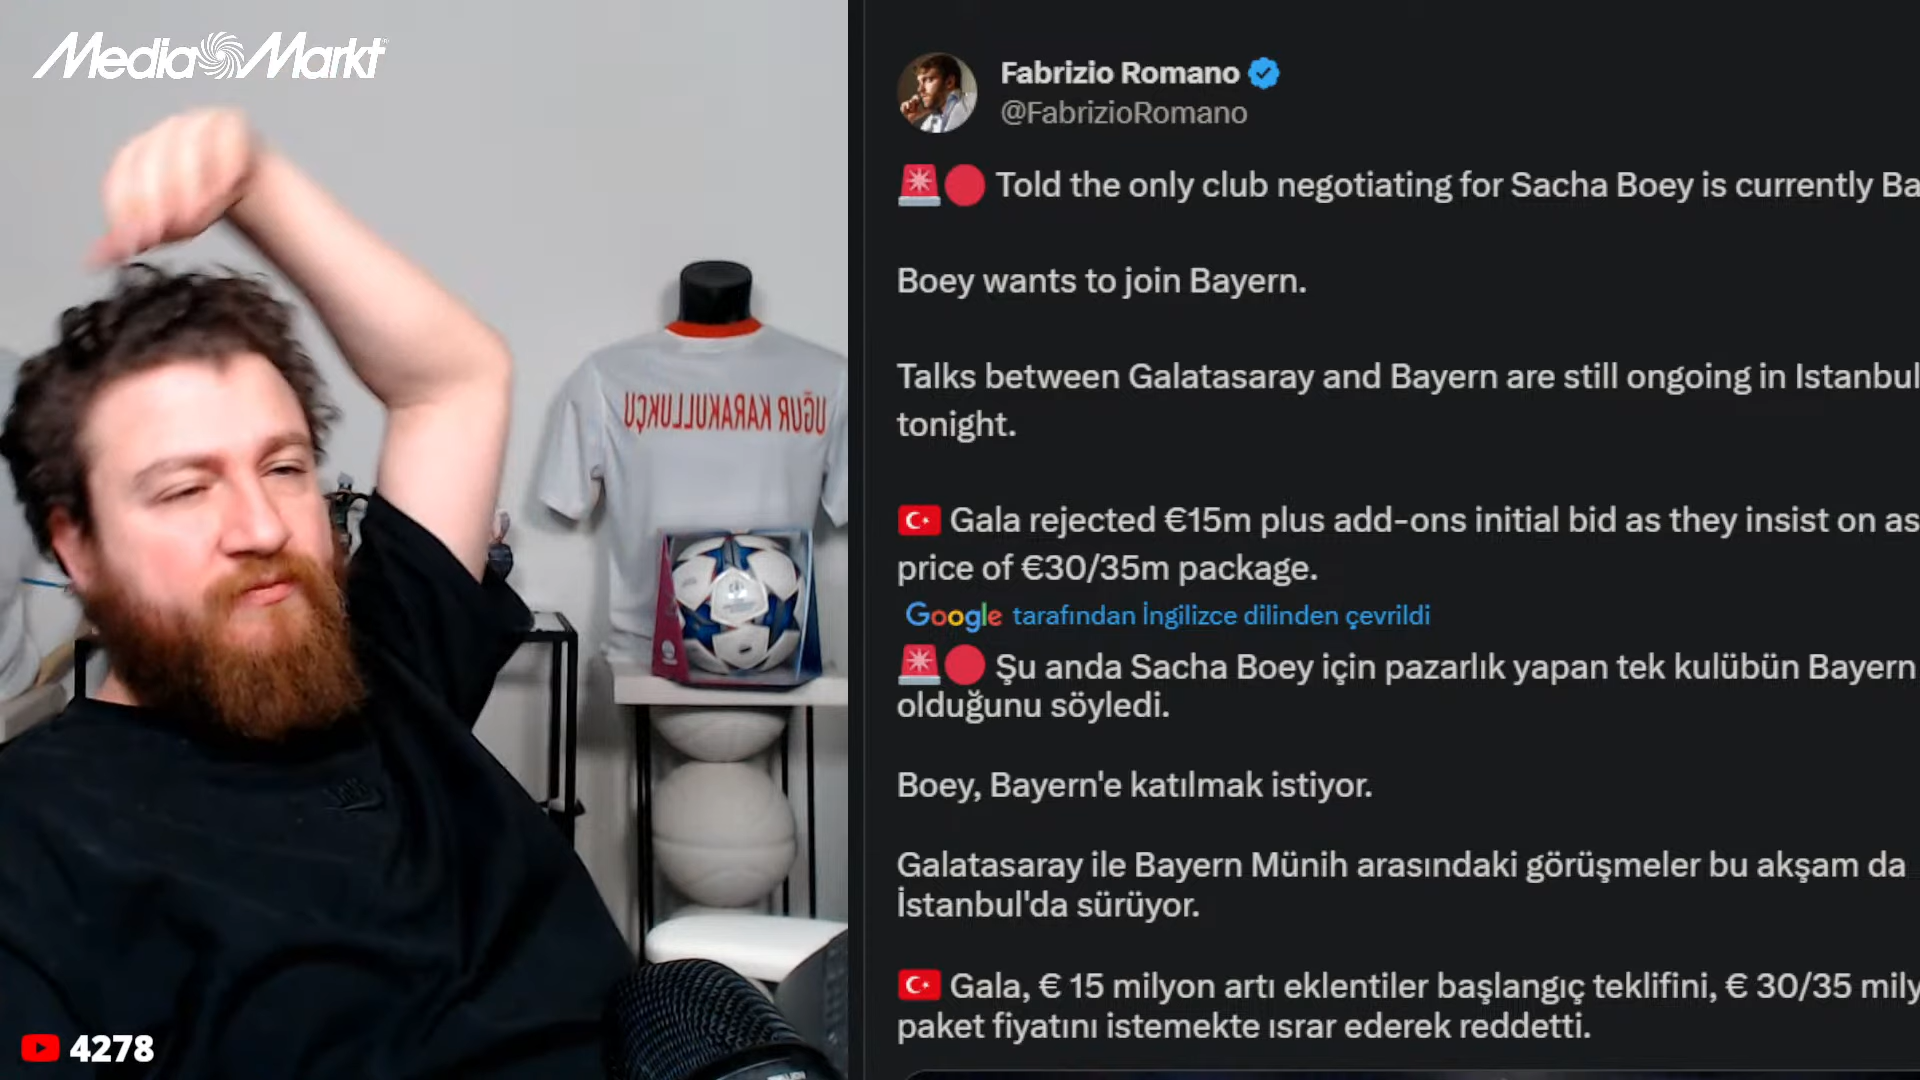 MediaMarkt
UĞUR KARAKULLUKÇU
4278
Fabrizio Romano
@FabrizioRomano
Told the only club negotiating for Sacha Boey is currently Ba
Boey wants to join Bayern.
Talks between Galatasaray and Bayern are still ongoing in Istanbul
tonight.
Gala rejected €15m plus add-ons initial bid as they insist on as
price of €30/35m package.
Google tarafından İngilizce dilinden çevrildi
Şu anda Sacha Boey için pazarlık yapan tek kulübün Bayern
olduğunu söyledi.
Boey, Bayern'e katılmak istiyor.
Galatasaray ile Bayern Münih arasındaki görüşmeler bu akşam da
İstanbul'da sürüyor.
Gala, € 15 milyon artı eklentiler başlangıç teklifini, € 30/35 mily
paket fiyatını istemekte ısrar ederek reddetti.